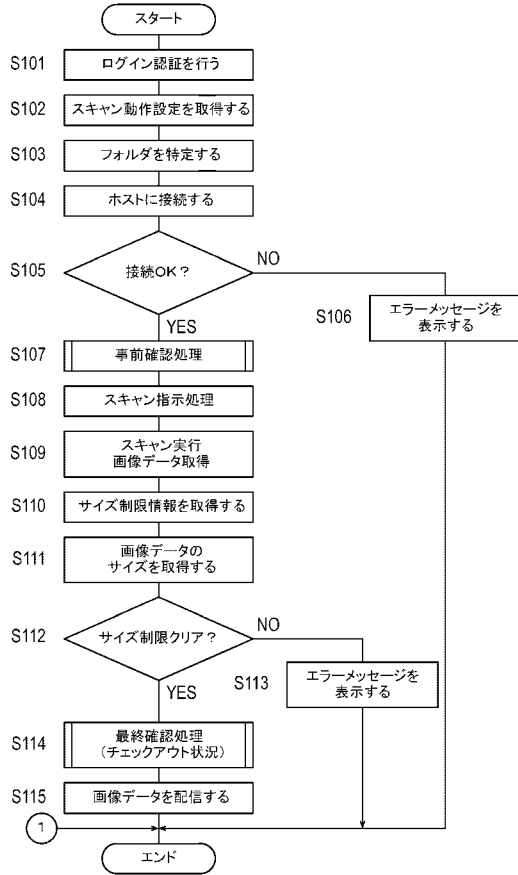 スタート
S101
ログイン認証を行う
S102
スキャン動作設定を取得する
S103
フォルダを特定する
S104
ホストに接続する
S105
接続OK？
NO
YES
S106
エラーメッセージを
表示する
S107
事前確認処理
S108
スキャン指示処理
S109
スキャン実行
画像データ取得
S110
サイズ制限情報を取得する
S111
画像データの
サイズを取得する
S112
サイズ制限クリア？
NO
YES
S113
エラーメッセージを
表示する
S114
最終確認処理
（チェックアウト状況）
S115
画像データを配信する
1
エンド